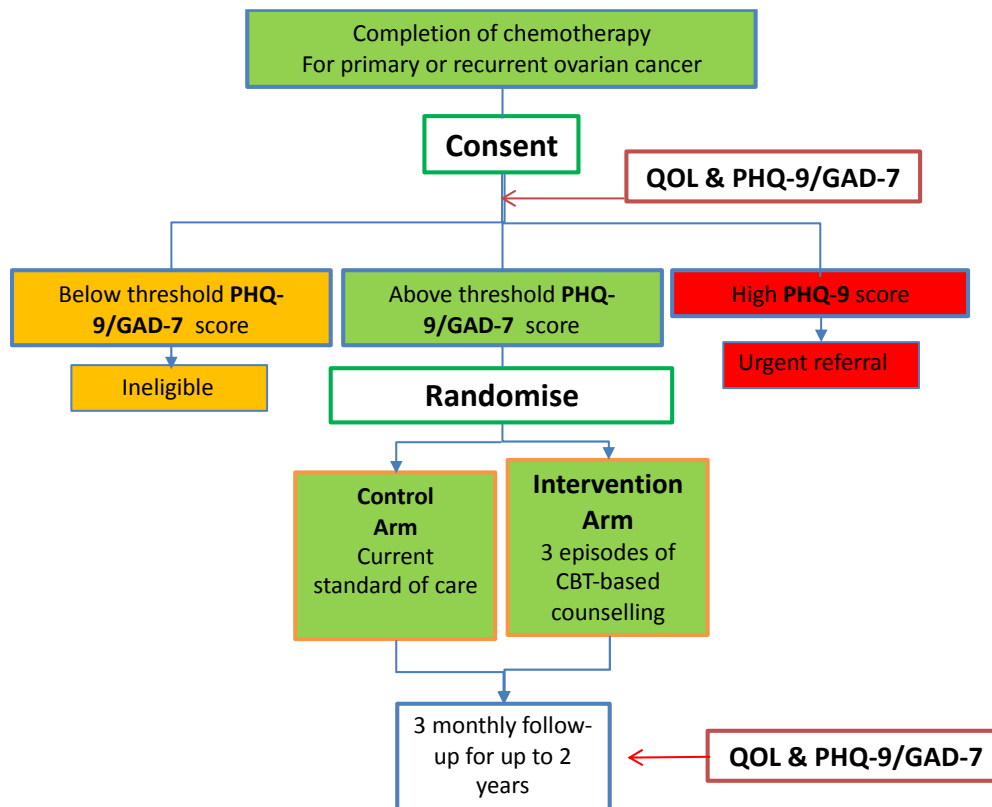 Completion of chemotherapy
For primary or recurrent ovarian cancer
Consent
QOL & PHQ-9/GAD-7
Below threshold PHQ-
9/GAD-7 score
Above threshold PHQ-
9/GAD-7 score
High PHQ-9 score
Ineligible
Urgent referral
Randomise
Control
Arm
Current
standard of care
Intervention
Arm
3 episodes of
CBT-based
counselling
3 monthly follow-
up for up to 2
years
QOL & PHQ-9/GAD-7